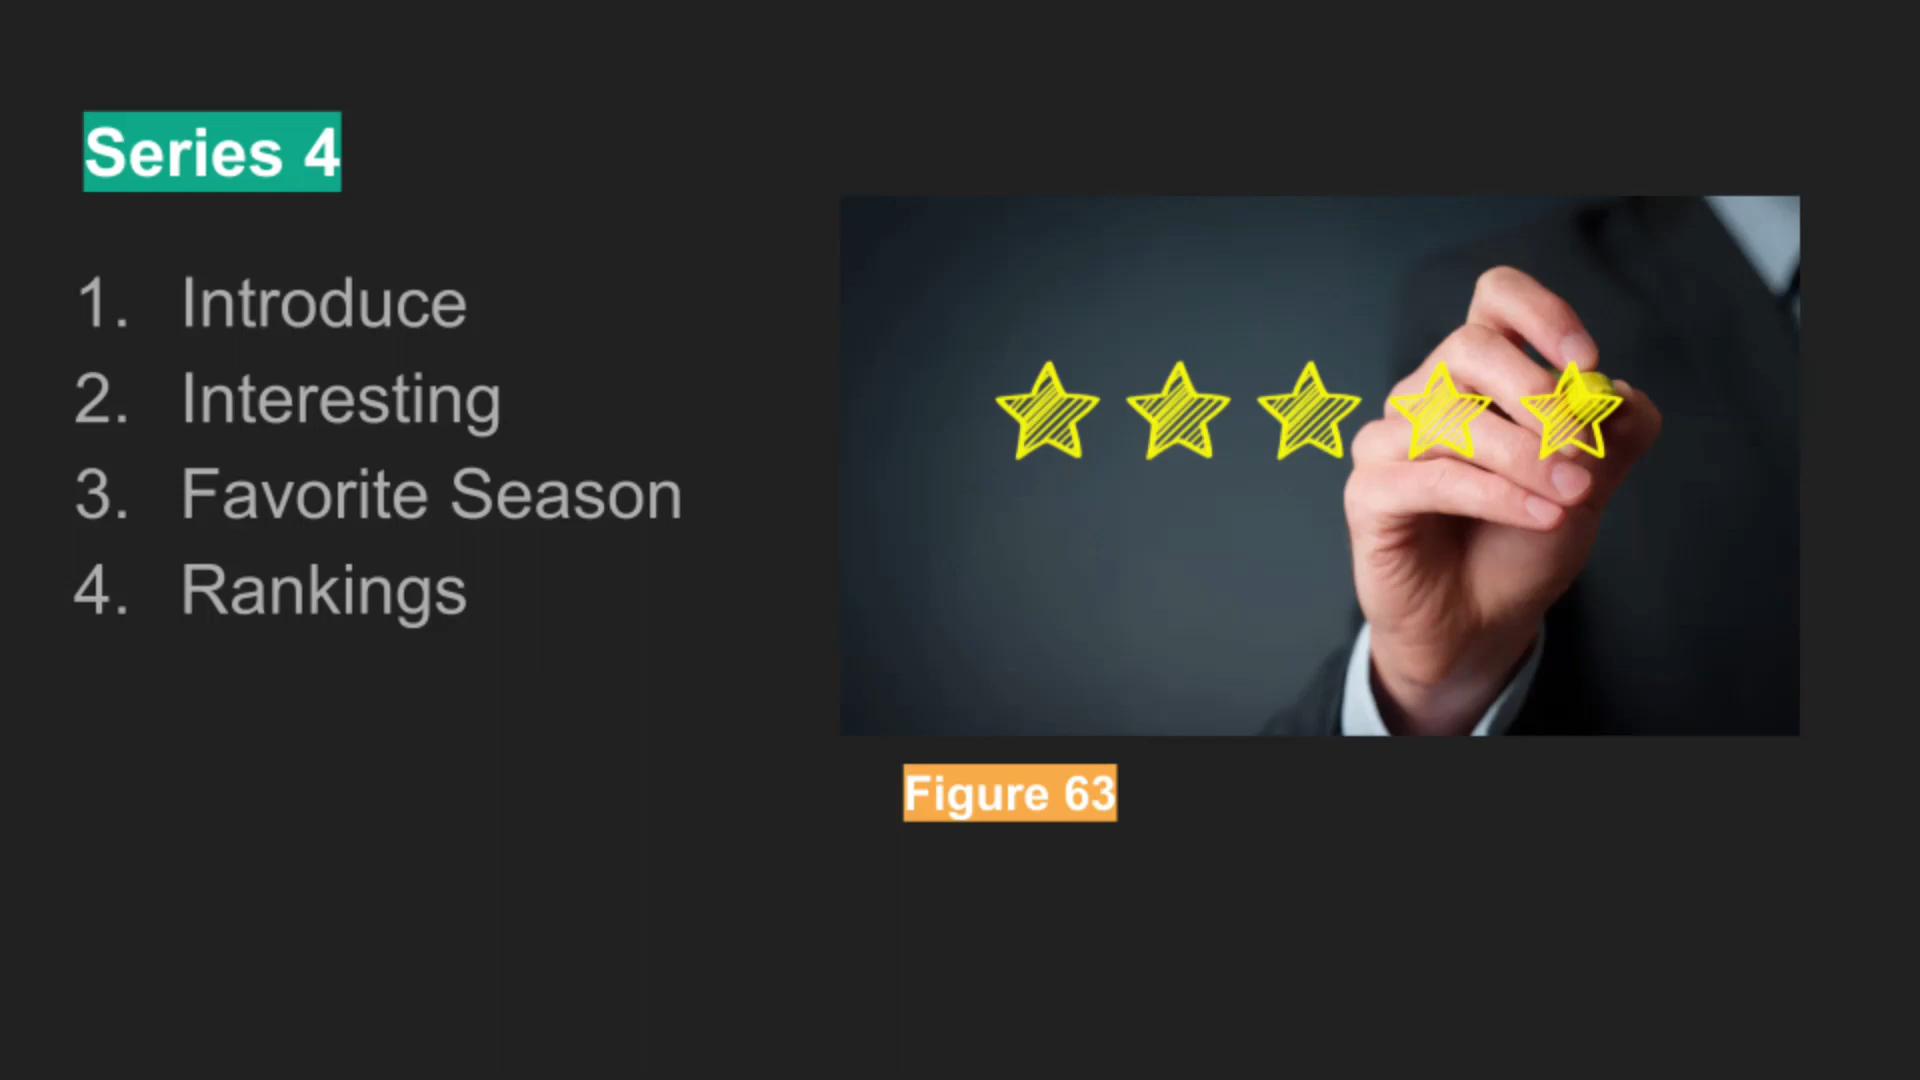 Series 4
1. Introduce
2. Interesting
3. Favorite Season
4. Rankings
Figure 63